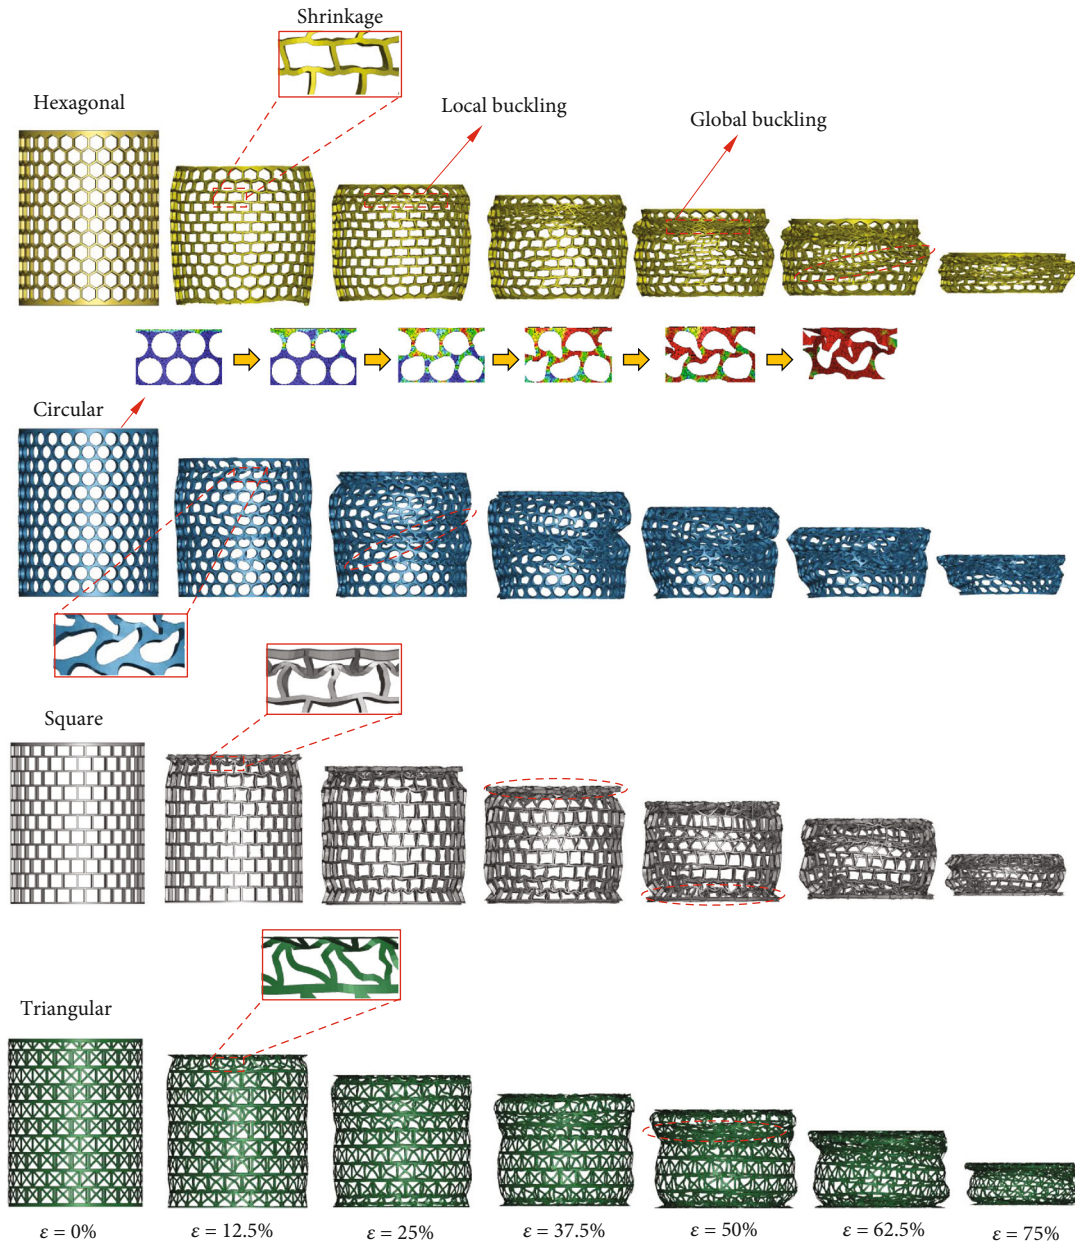 Shrinkage
Hexagonal
Local buckling
Global buckling
Circular
Square
Triangular
ε = 0%
ε = 12.5%
ε = 25%
ε = 37.5%
ε = 50%
ε = 62.5%
ε = 75%